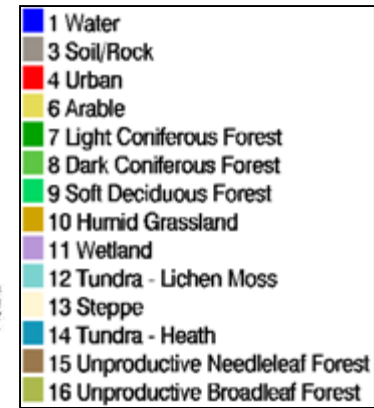 1 Water
3 Soil/Rock
4 Urban
6 Arable
7 Light Coniferous Forest
8 Dark Coniferous Forest
9 Soft Deciduous Forest
10 Humid Grassland
11 Wetland
12 Tundra - Lichen Moss
13 Steppe
14 Tundra - Heath
15 Unproductive Needleleaf Forest
16 Unproductive Broadleaf Forest